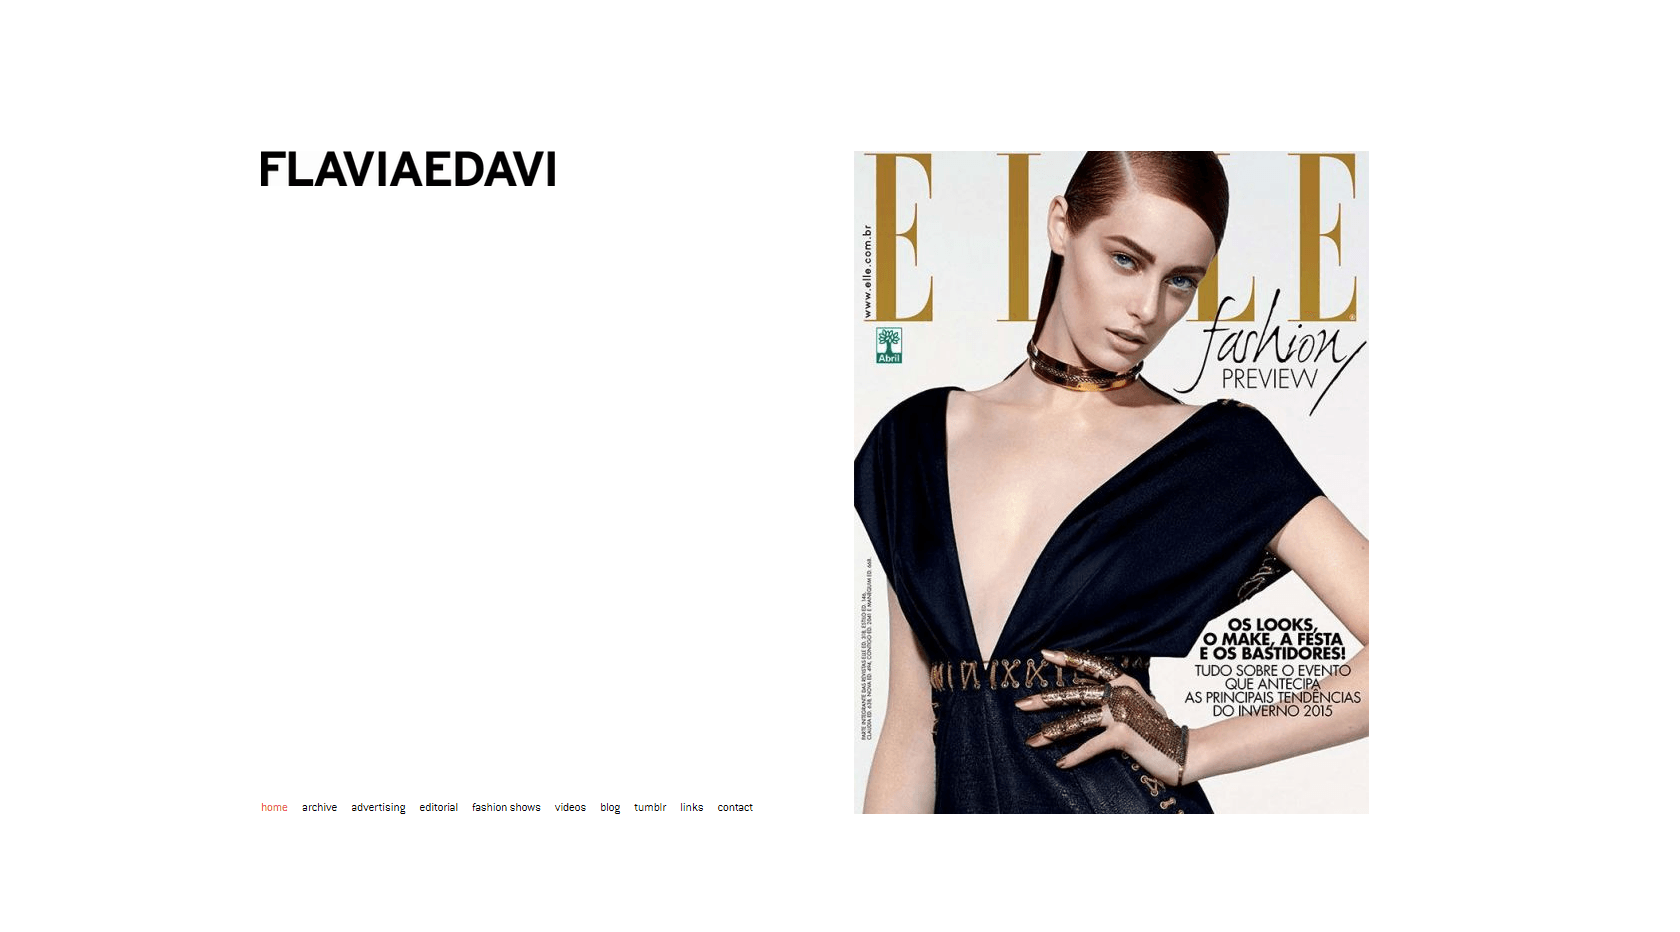 FLAVIAEDAVI
home archive advertising editorial fashion shows videos blog tumblr links contact
ELLE
www.elle.com.br
Abril
fashion
PREVIEW
OS LOOKS,
O MAKE, A FESTA
E OS BASTIDORES!
TUDO SOBRE O EVENTO
QUE ANTECIPA
AS PRINCIPAIS TENDÊNCIAS
DO INVERNO 2015